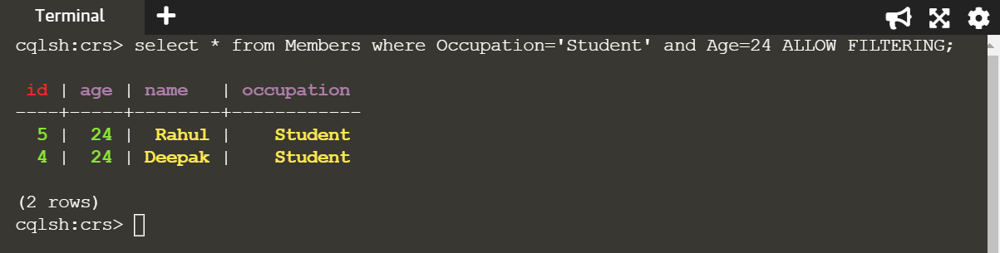 Terminal
cqlsh:crs> select * from Members where Occupation='Student' and Age=24 ALLOW FILTERING;
 id | age | name   | occupation
----+-----+--------+------------
  5 |  24 |  Rahul |    Student
  4 |  24 | Deepak |    Student
(2 rows)
cqlsh:crs>